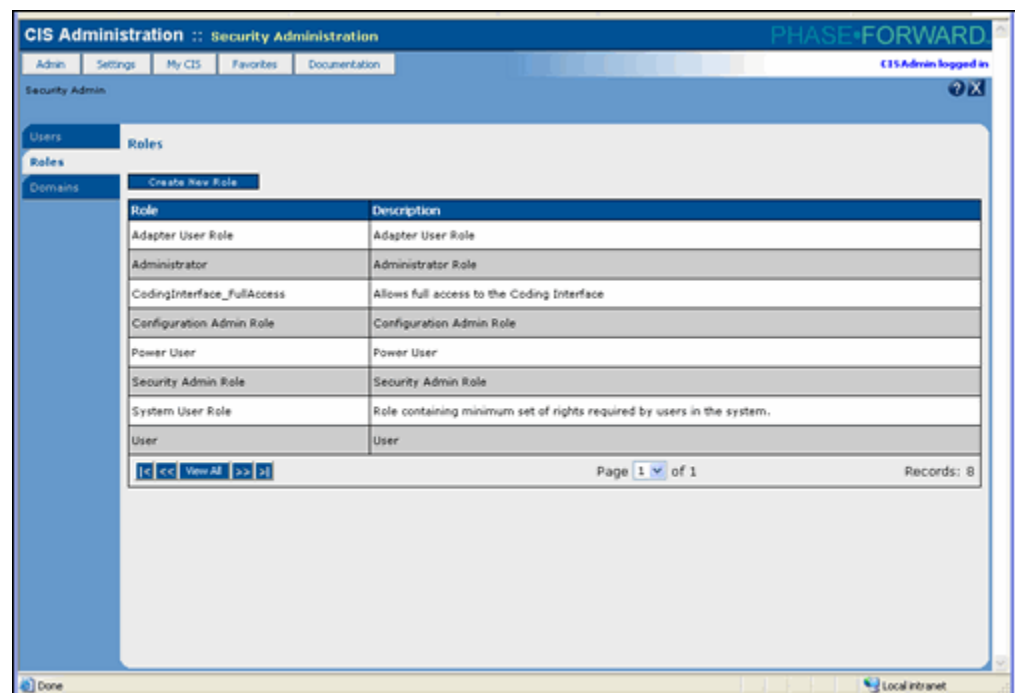 CIS Administration :: Security Administration
PHASE•FORWARD.
Admin Settings My CIS Favorites Documentation
CISAdmin logged in
Security Admin
? X
Users
Roles
Domains
Roles
Create New Role
Role Description
Adapter User Role Adapter User Role
Administrator Administrator Role
CodingInterface_FullAccess Allows full access to the Coding Interface
Configuration Admin Role Configuration Admin Role
Power User Power User
Security Admin Role Security Admin Role
System User Role Role containing minimum set of rights required by users in the system.
User User
|< << View All >> >| Page 1 of 1 Records: 8
Done Local intranet